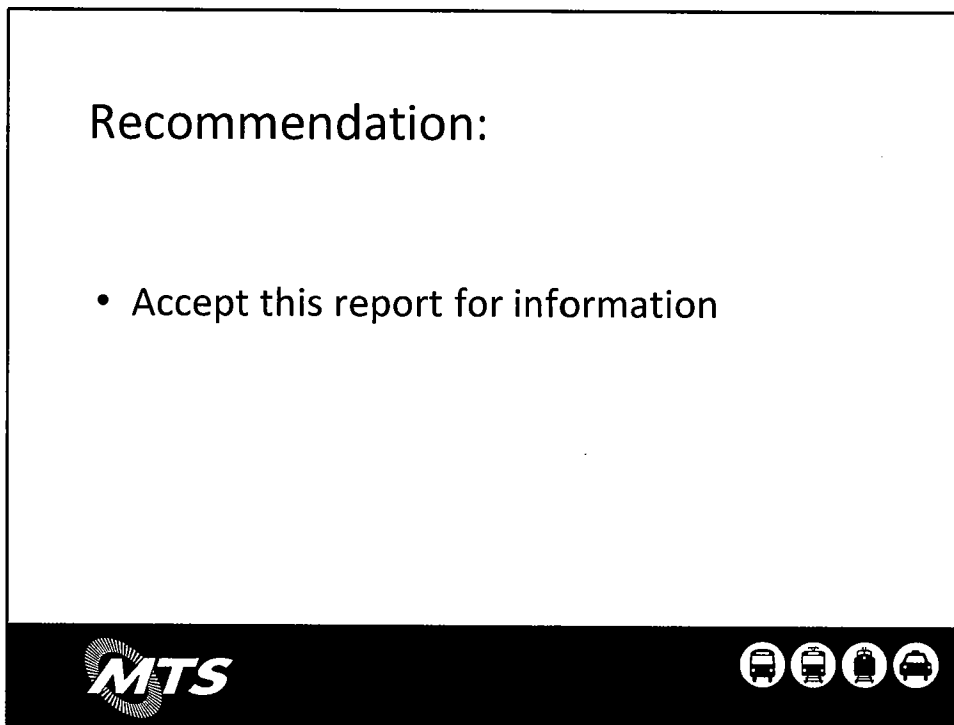 Recommendation:
• Accept this report for information
MTS